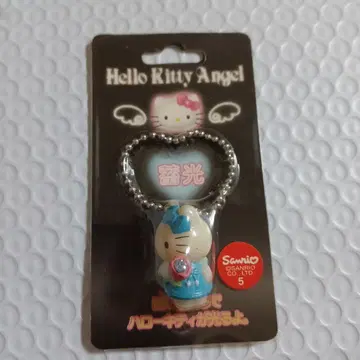 Hello Kitty Angel
蓄光
ハローキティが光るよ。
Sanrio
©SANRIO
CO.,LTD
5